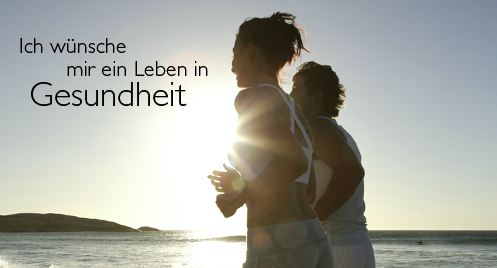 Ich wünsche
mir ein Leben in
Gesundheit